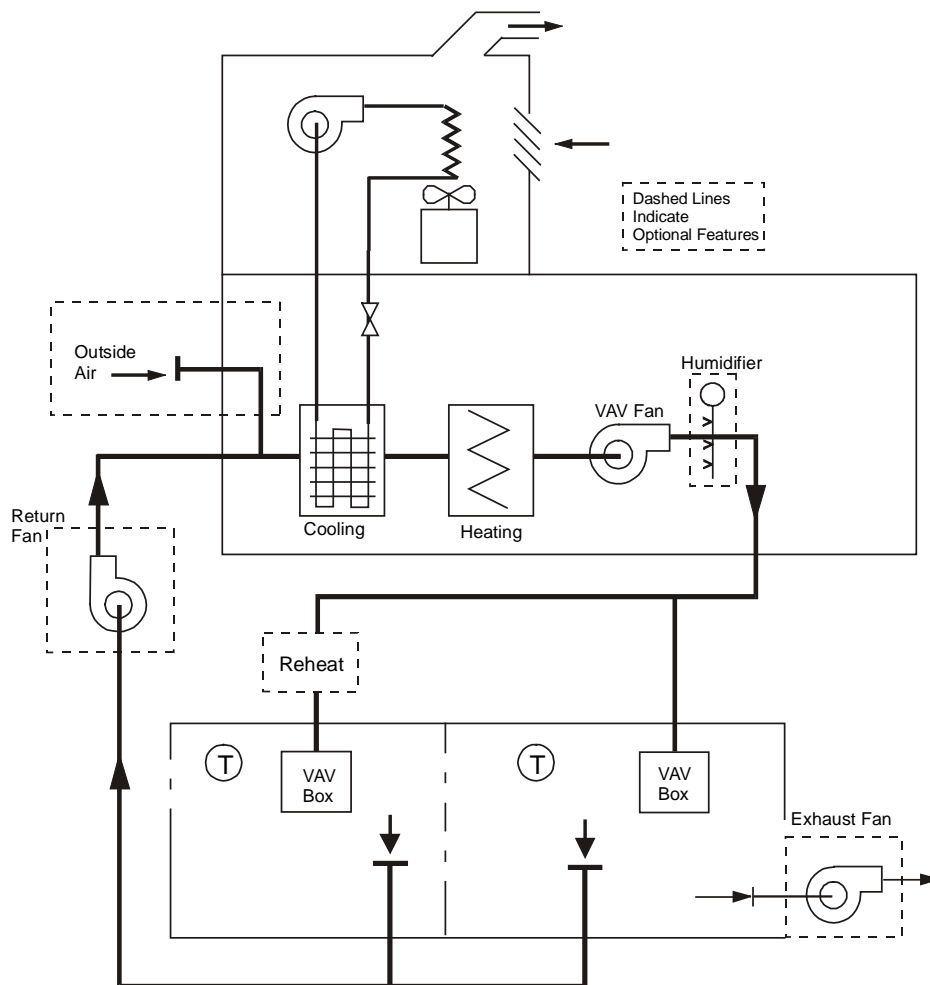 Dashed Lines
Indicate
Optional Features
Outside
Air
Humidifier
VAV Fan
Cooling
Heating
Return
Fan
Reheat
T
VAV
Box
T
VAV
Box
Exhaust Fan